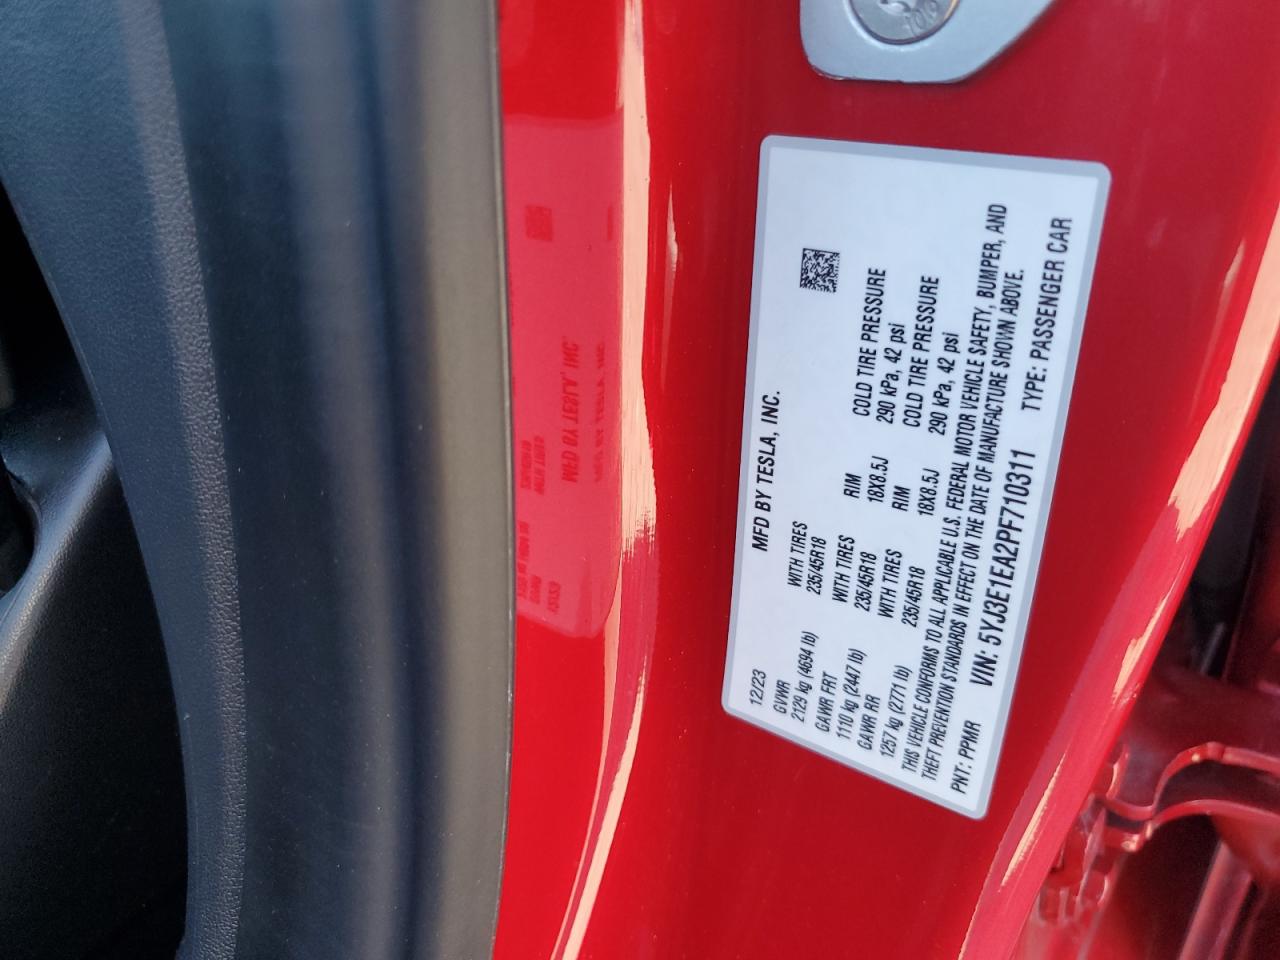 12/23 MFD BY TESLA, INC.
GVWR WITH TIRES RIM COLD TIRE PRESSURE
2129 kg (4694 lb) 235/45R18
GAWR FRT WITH TIRES RIM COLD TIRE PRESSURE
1110 kg (2447 lb) 235/45R18 18X8.5J 290 kPa, 42 psi
GAWR RR WITH TIRES RIM COLD TIRE PRESSURE
1257 kg (2771 lb) 235/45R18 18X8.5J 290 kPa, 42 psi
THIS VEHICLE CONFORMS TO ALL APPLICABLE U.S. FEDERAL MOTOR VEHICLE SAFETY, BUMPER, AND
THEFT PREVENTION STANDARDS IN EFFECT ON THE DATE OF MANUFACTURE SHOWN ABOVE.
PNT: PPMR VIN: 5YJ3E1EA2PF710311 TYPE: PASSENGER CAR